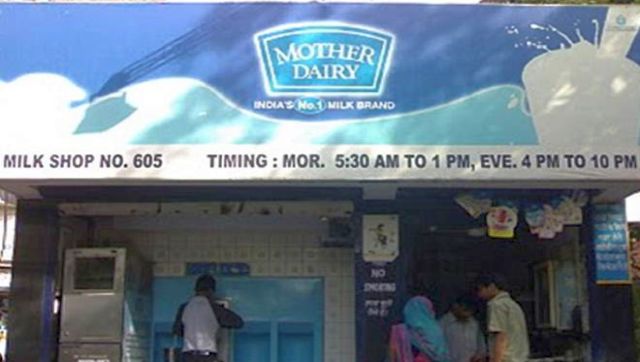 MOTHER
DAIRY
INDIA'S No.1 MILK BRAND
MILK SHOP NO. 605 TIMING : MOR. 5:30 AM TO 1 PM, EVE. 4 PM TO 10 PM
NO
SMOKING